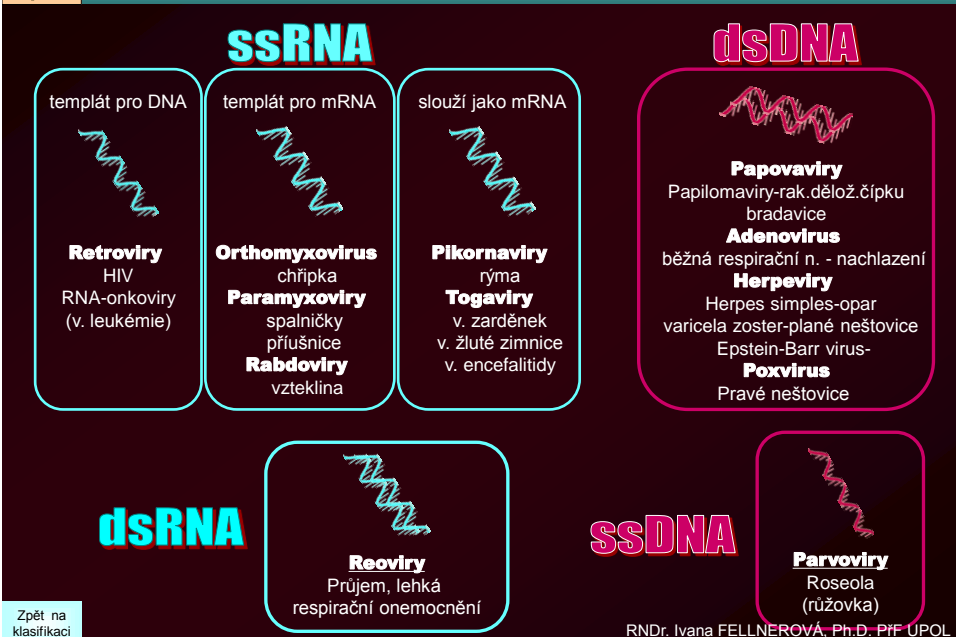 ssRNA
templát pro DNA
Retroviry
HIV
RNA-onkoviry
(v. leukémie)
templát pro mRNA
Orthomyxovirus
chřipka
Paramyxoviry
spalničky
příušnice
Rabdoviry
vzteklina
slouží jako mRNA
Pikornaviry
rýma
Togaviry
v. zarděnek
v. žluté zimnice
v. encefalitidy
dsDNA
Papovaviry
Papilomaviry-rak.dělož.čípku
bradavice
Adenovirus
běžná respirační n. - nachlazení
Herpeviry
Herpes simples-opar
varicela zoster-plané neštovice
Epstein-Barr virus-
Poxvirus
Pravé neštovice
dsRNA
Reoviry
Průjem, lehká
respirační onemocnění
ssDNA
Parvoviry
Roseola
(růžovka)
Zpět na
klasifikaci
RNDr. Ivana FELLNEROVÁ, Ph.D. PřF UPOL